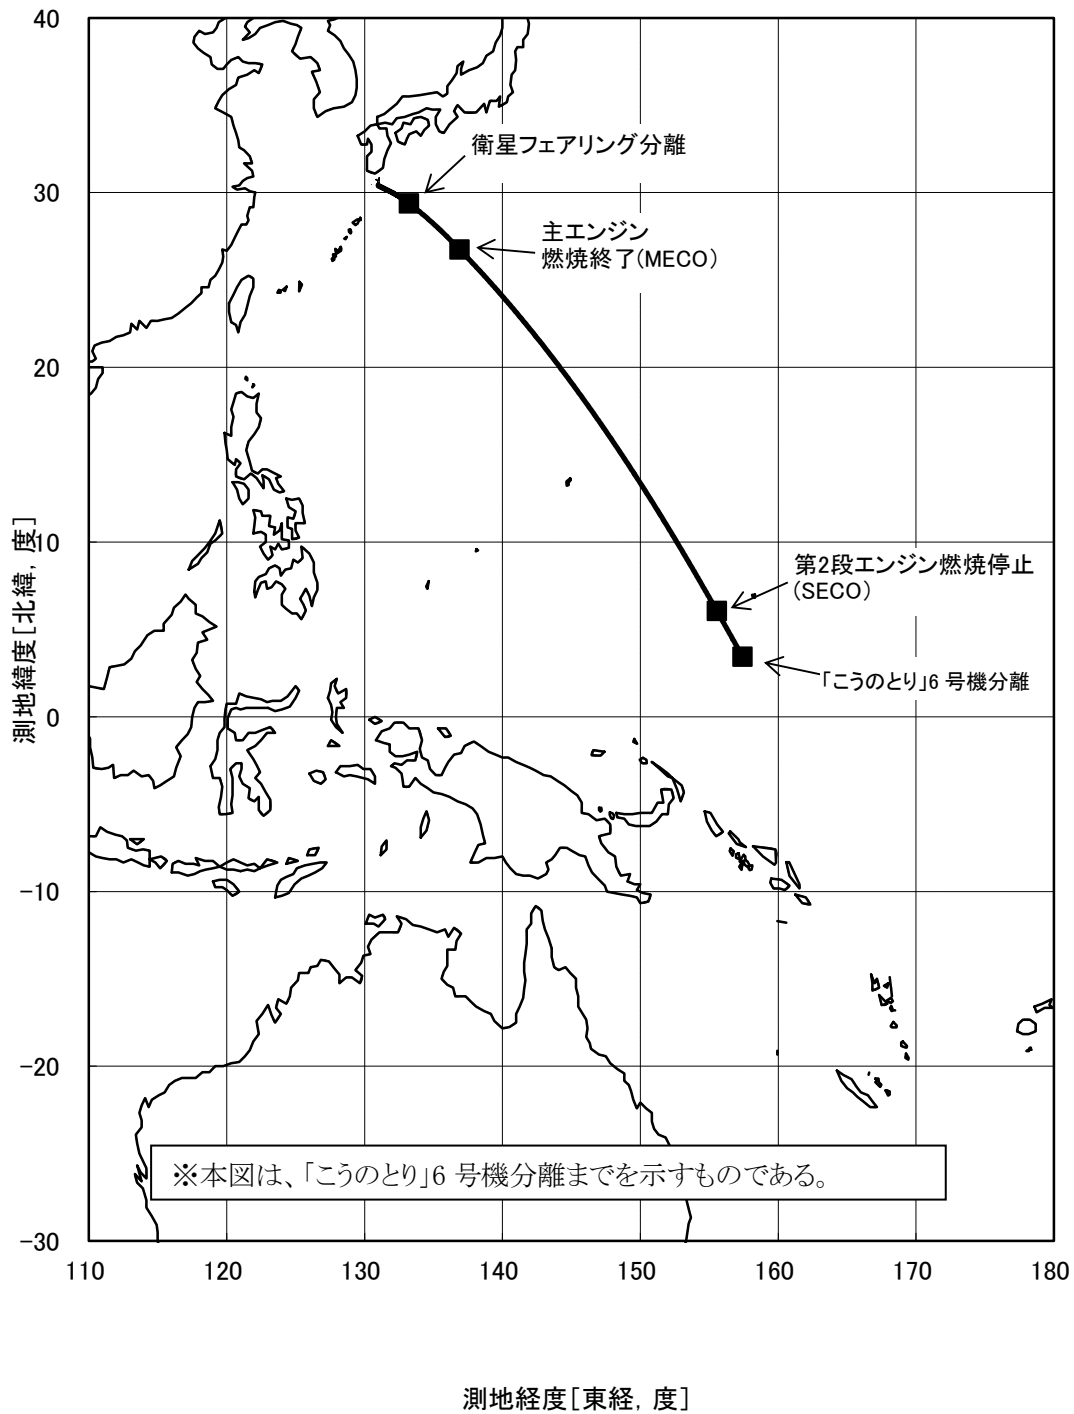 40
衛星フェアリング分離
30
主エンジン
燃焼終了(MECO)
20
測地緯度[北緯, 度]
10
第2段エンジン燃焼停止
(SECO)
「こうのとり」6 号機分離
0
-10
-20
※本図は、「こうのとり」6 号機分離までを示すものである。
-30
110 120 130 140 150 160 170 180
測地経度[東経, 度]